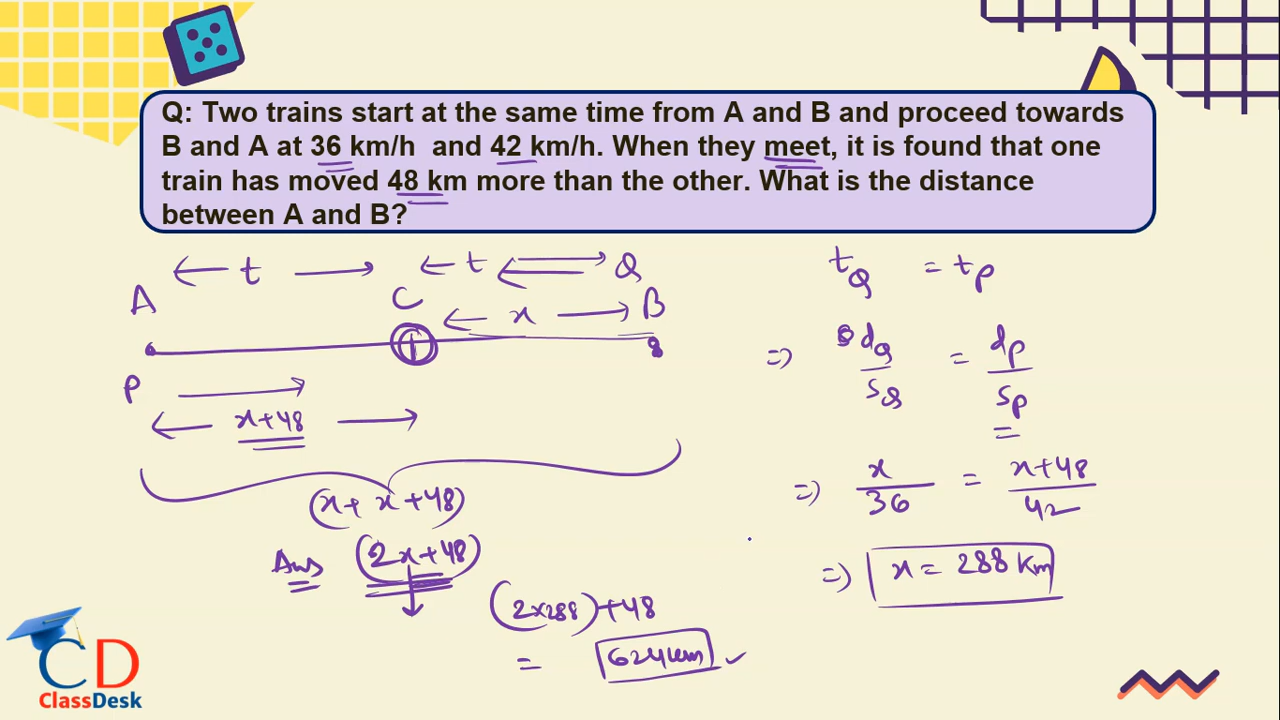 Q: Two trains start at the same time from A and B and proceed towards
B and A at 36 km/h and 42 km/h. When they meet, it is found that one
train has moved 48 km more than the other. What is the distance
between A and B?
t t Q
A C x B
P
x+48
(x+ x +48)
Ans (2x+48)
(2×288)+48
= 624km
tQ = tP
=> dQ/SQ = dP/SP
=> x/36 = x+48/42
=> x = 288 Km
CD
ClassDesk